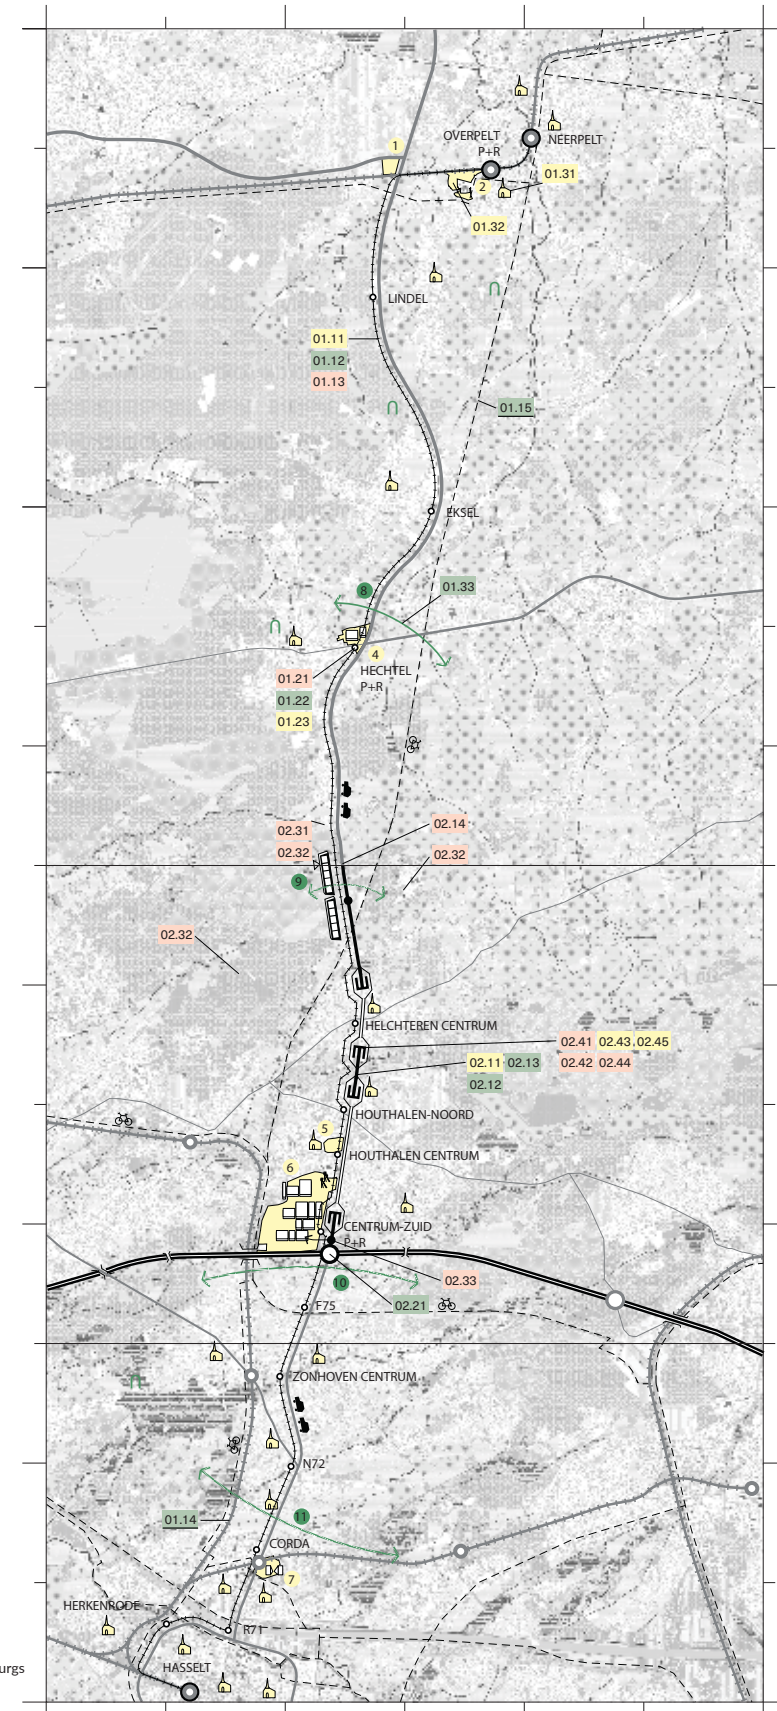 1
OVERPELT
P+R
NEERPELT
2
01.31
01.32
LINDEL
01.11
01.12
01.13
01.15
EKSEL
8
01.33
4
HECHTEL
P+R
01.21
01.22
01.23
02.31
02.14
02.32
02.32
9
02.32
HELCHTEREN CENTRUM
02.41 02.43 02.45
02.11 02.13 02.42 02.44
02.12
HOUTHALEN-NOORD
5
HOUTHALEN CENTRUM
6
CENTRUM-ZUID
P+R
10
02.33
02.21
F75
ZONHOVEN CENTRUM
N72
01.14
11
CORDA
7
HERKENRODE
R71
HASSELT
urgs